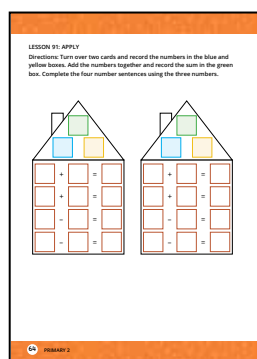 LESSON 91: APPLY
Directions: Turn over two cards and record the numbers in the blue and
yellow boxes. Add the numbers together and record the sum in the green
box. Complete the four number sentences using the three numbers.
+ = + =
+ = + =
– = – =
– = – =
64 PRIMARY 2